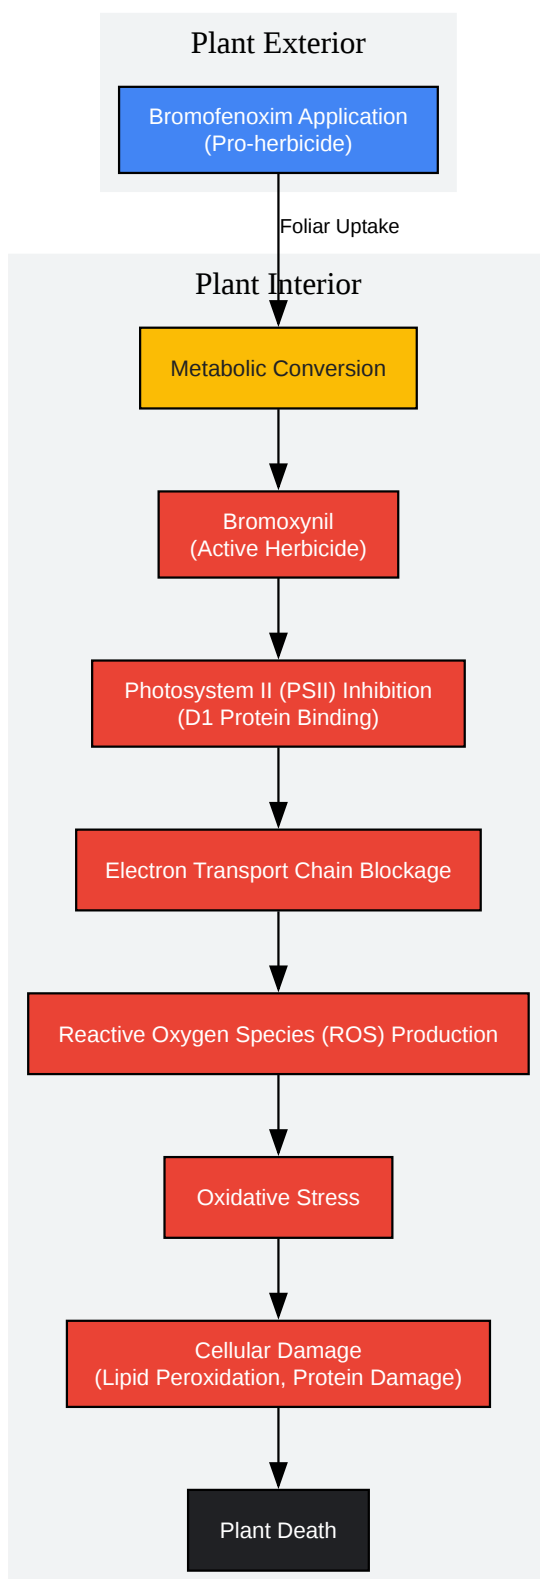 Plant Exterior
Bromofenoxim Application
(Pro-herbicide)
Foliar Uptake
Plant Interior
Metabolic Conversion
Bromoxynil
(Active Herbicide)
Photosystem II (PSII) Inhibition
(D1 Protein Binding)
Electron Transport Chain Blockage
Reactive Oxygen Species (ROS) Production
Oxidative Stress
Cellular Damage
(Lipid Peroxidation, Protein Damage)
Plant Death